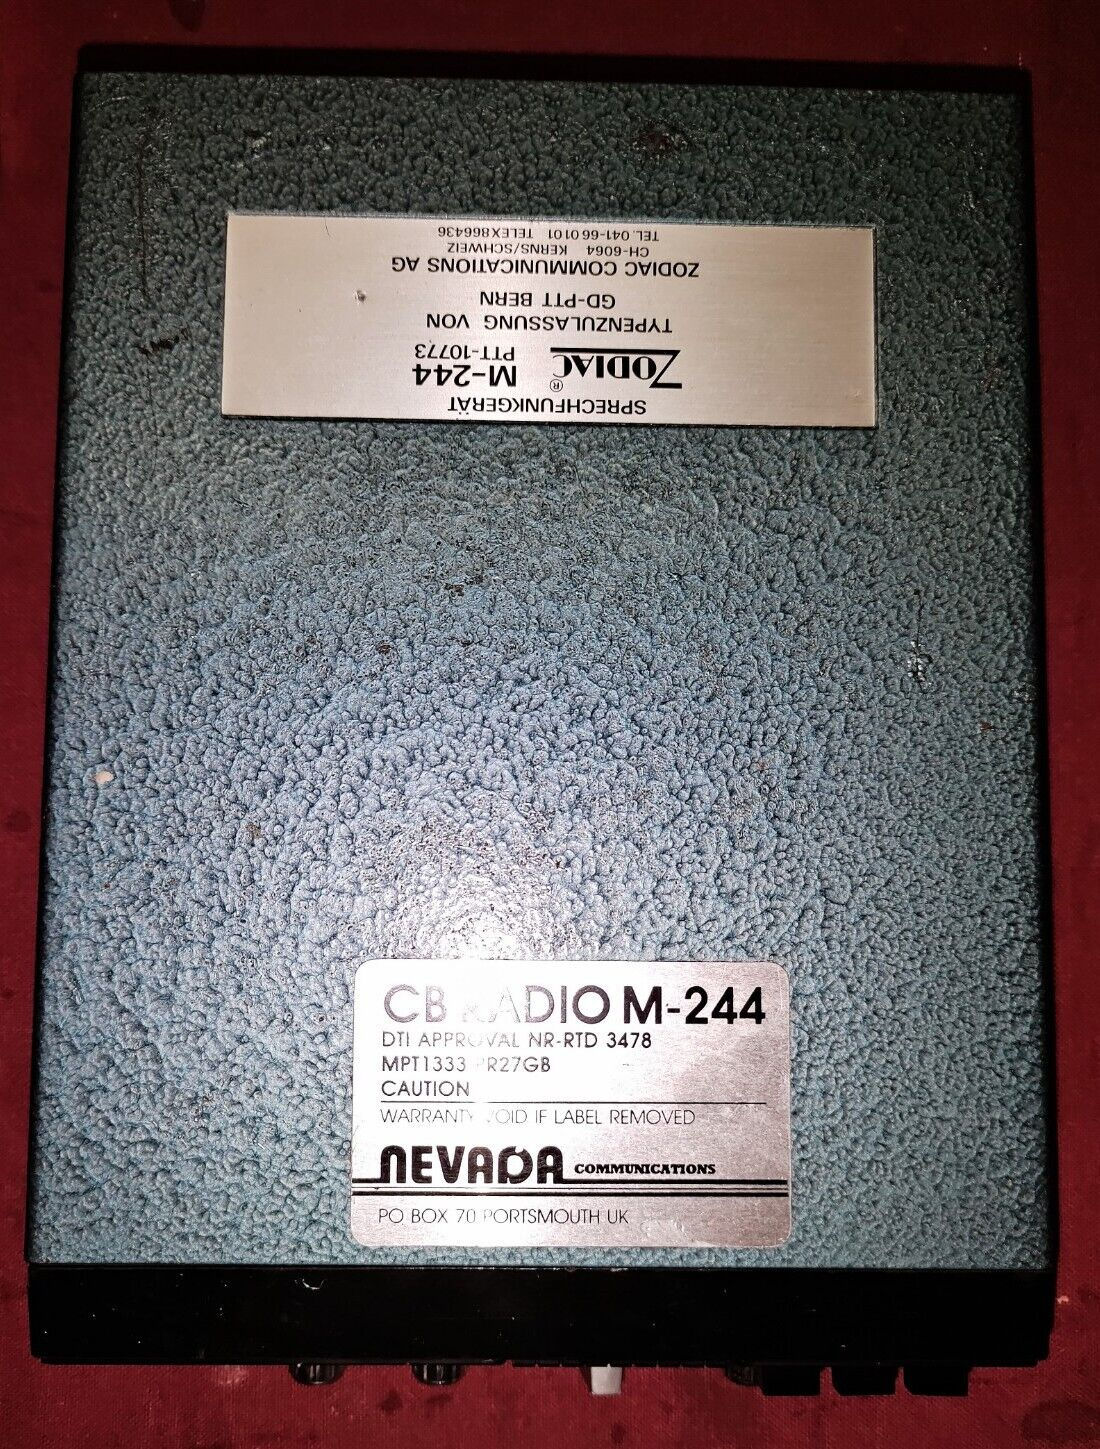 SPRECHFUNKGERÄT
ZODIAC ® M-244
PTT-10773
TYPENZULASSUNG VON
GD-PTT BERN
ZODIAC COMMUNICATIONS AG
CH-6064 KERNS/SCHWEIZ
TEL. 041-66 0101 TELEX 866436
CB RADIO M-244
DTI APPROVAL NR-RTD 3478
MPT1333 PR27GB
CAUTION
WARRANTY VOID IF LABEL REMOVED
NEVADA COMMUNICATIONS
PO BOX 70 PORTSMOUTH UK